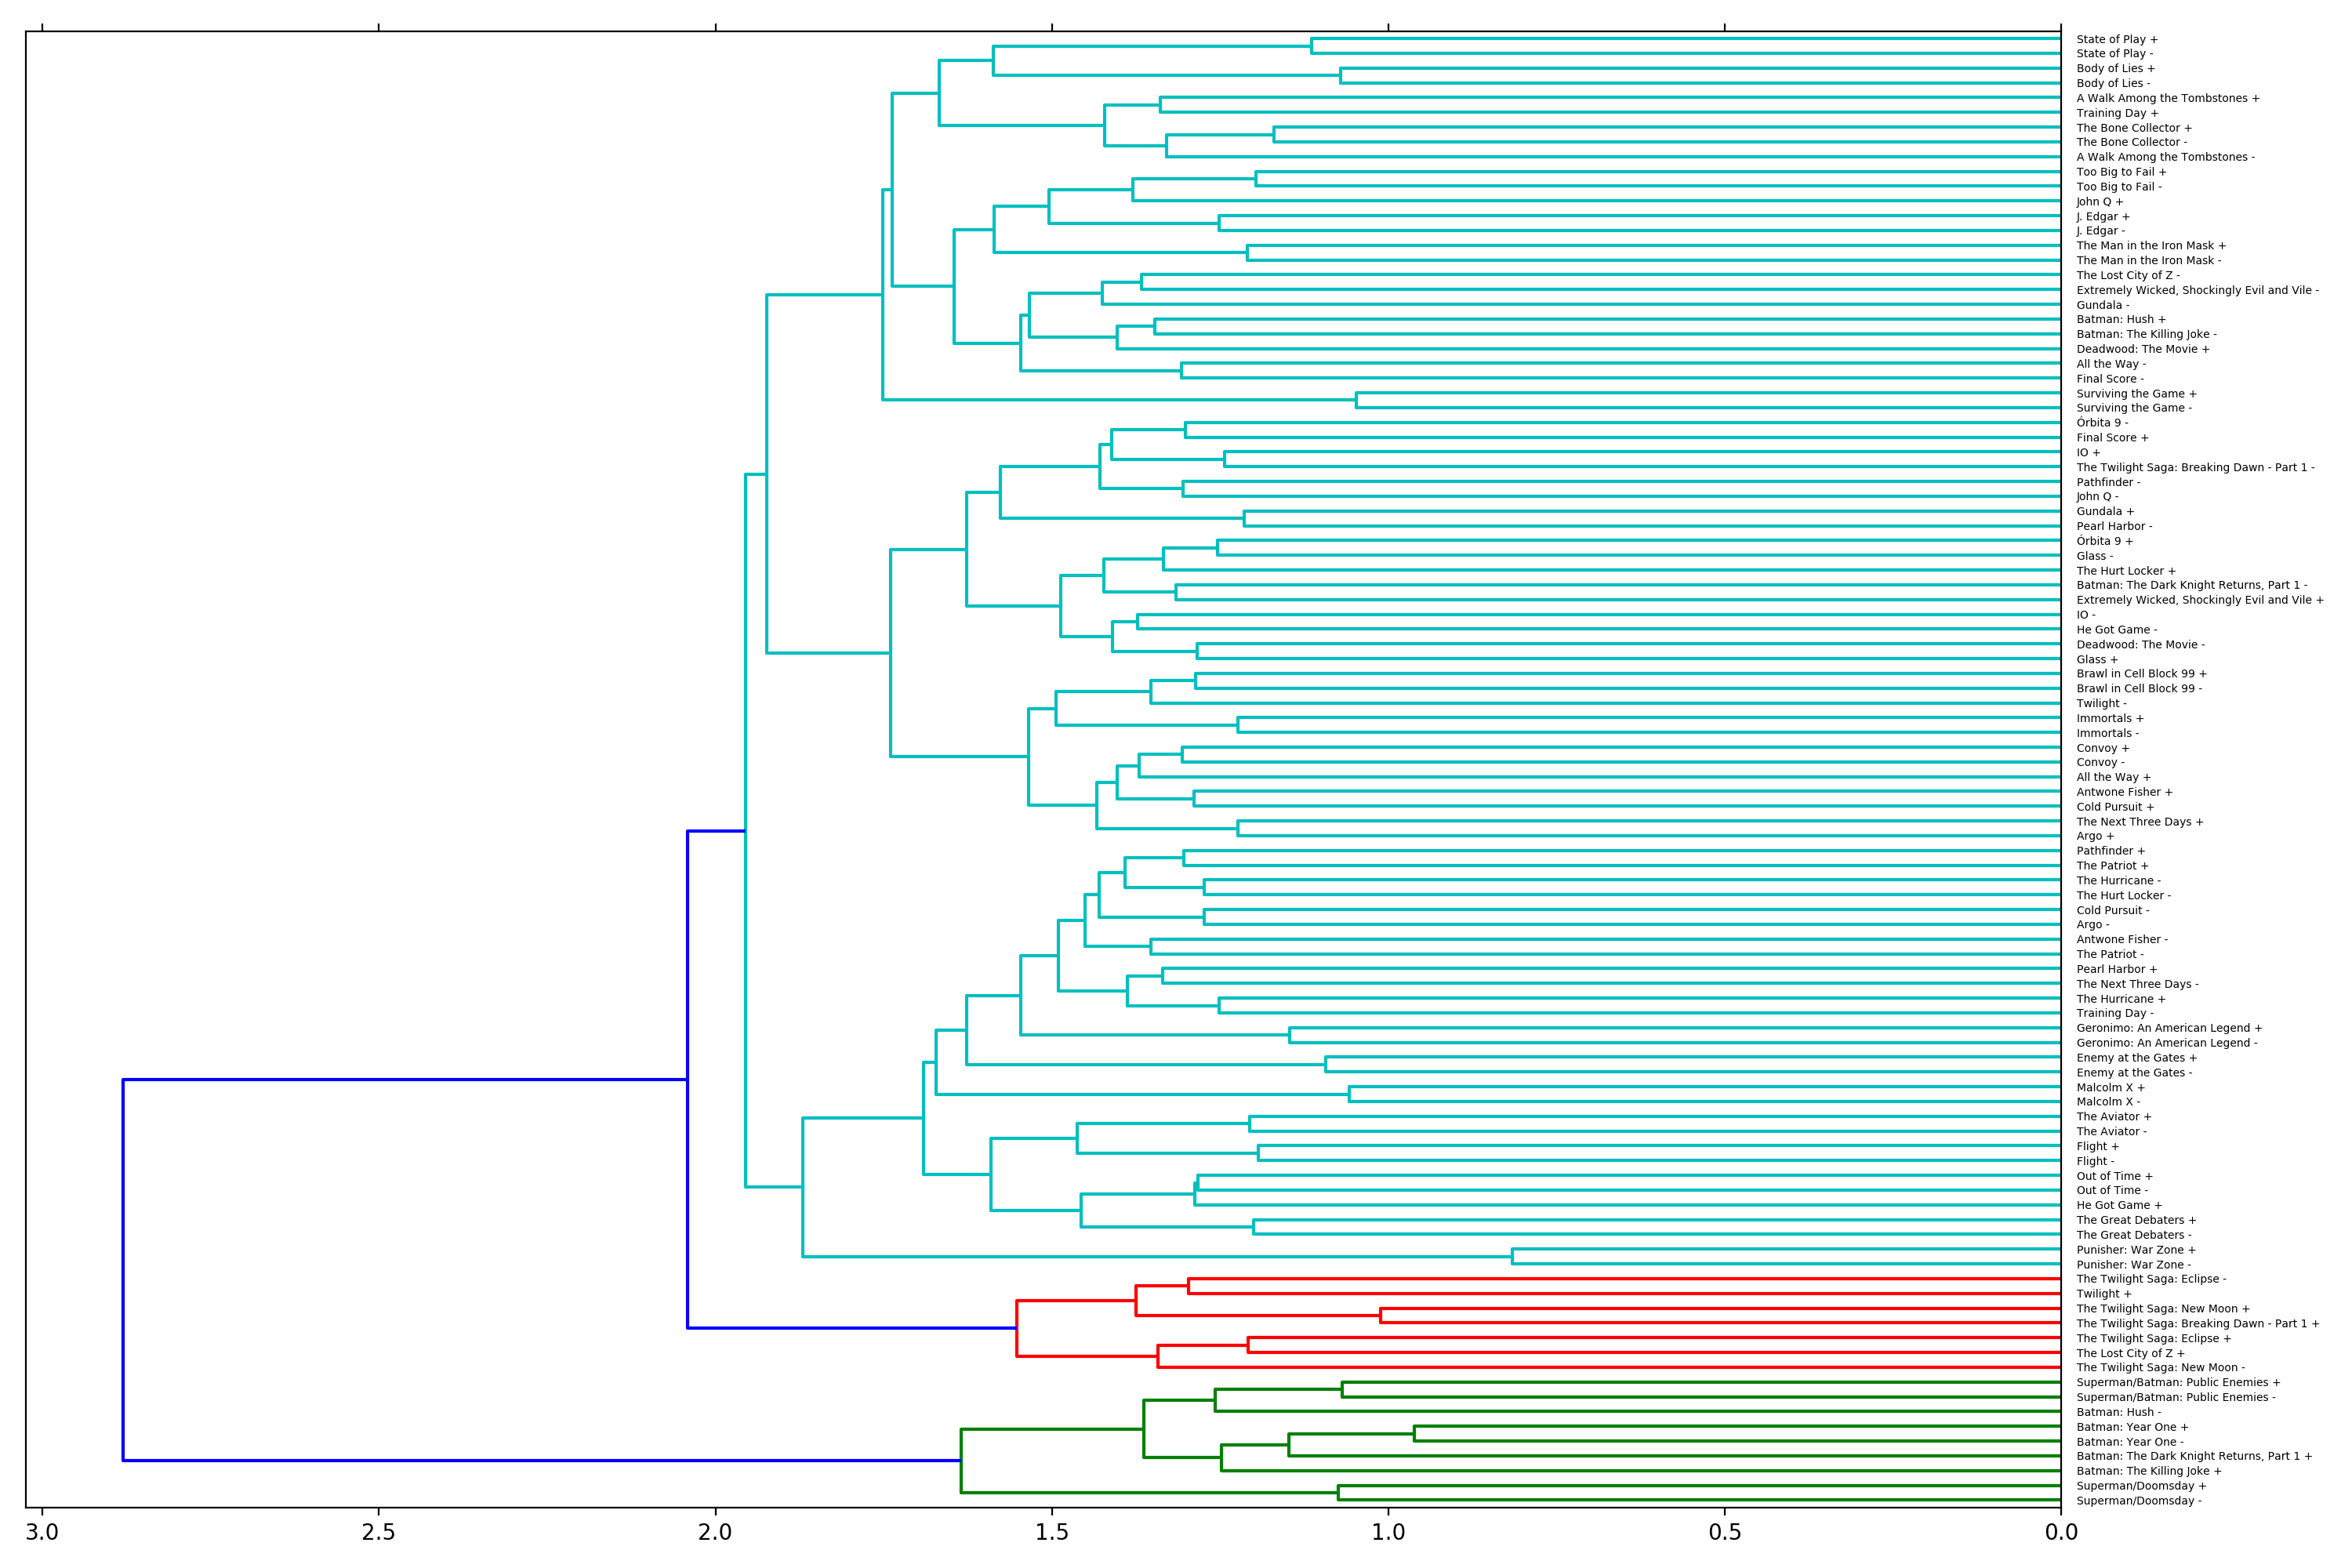 State of Play +
State of Play -
Body of Lies +
Body of Lies -
A Walk Among the Tombstones +
Training Day +
The Bone Collector +
The Bone Collector -
A Walk Among the Tombstones -
Too Big to Fail +
Too Big to Fail -
John Q +
J. Edgar +
J. Edgar -
The Man in the Iron Mask +
The Man in the Iron Mask -
The Lost City of Z -
Extremely Wicked, Shockingly Evil and Vile -
Gundala -
Batman: Hush +
Batman: The Killing Joke -
Deadwood: The Movie +
All the Way -
Final Score -
Surviving the Game +
Surviving the Game -
Órbita 9 -
Final Score +
IO +
The Twilight Saga: Breaking Dawn - Part 1 -
Pathfinder -
John Q -
Gundala +
Pearl Harbor -
Órbita 9 +
Glass -
The Hurt Locker +
Batman: The Dark Knight Returns, Part 1 -
Extremely Wicked, Shockingly Evil and Vile +
IO -
He Got Game -
Deadwood: The Movie -
Glass +
Brawl in Cell Block 99 +
Brawl in Cell Block 99 -
Twilight -
Immortals +
Immortals -
Convoy +
Convoy -
All the Way +
Antwone Fisher +
Cold Pursuit +
The Next Three Days +
Argo +
Pathfinder +
The Patriot +
The Hurricane -
The Hurt Locker -
Cold Pursuit -
Argo -
Antwone Fisher -
The Patriot -
Pearl Harbor +
The Next Three Days -
The Hurricane +
Training Day -
Geronimo: An American Legend +
Geronimo: An American Legend -
Enemy at the Gates +
Enemy at the Gates -
Malcolm X +
Malcolm X -
The Aviator +
The Aviator -
Flight +
Flight -
Out of Time +
Out of Time -
He Got Game +
The Great Debaters +
The Great Debaters -
Punisher: War Zone +
Punisher: War Zone -
The Twilight Saga: Eclipse -
Twilight +
The Twilight Saga: New Moon +
The Twilight Saga: Breaking Dawn - Part 1 +
The Twilight Saga: Eclipse +
The Lost City of Z +
The Twilight Saga: New Moon -
Superman/Batman: Public Enemies +
Superman/Batman: Public Enemies -
Batman: Hush -
Batman: Year One +
Batman: Year One -
Batman: The Dark Knight Returns, Part 1 +
Batman: The Killing Joke +
Superman/Doomsday +
Superman/Doomsday -
3.0 2.5 2.0 1.5 1.0 0.5 0.0